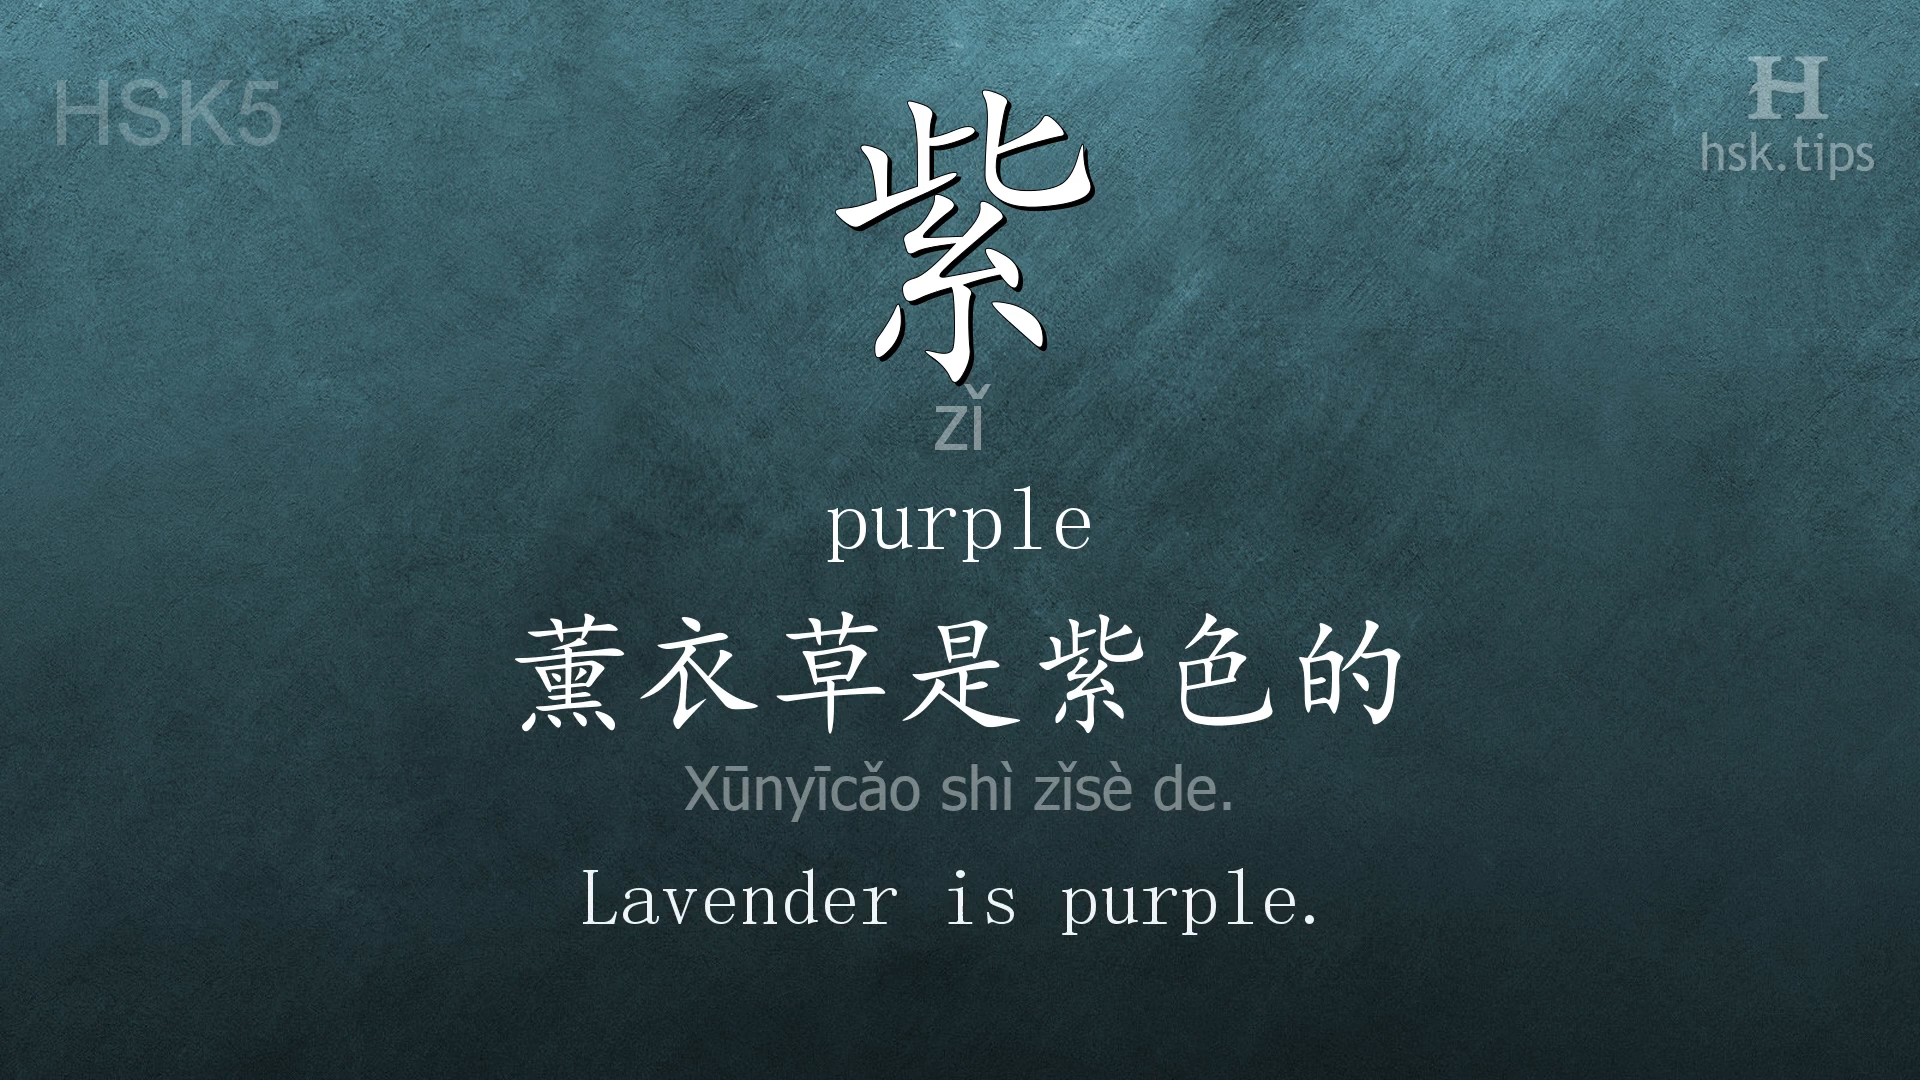 HSK5
H
hsk.tips
紫
zǐ
purple
薰衣草是紫色的
Xūnyīcǎo shì zǐsè de.
Lavender is purple.